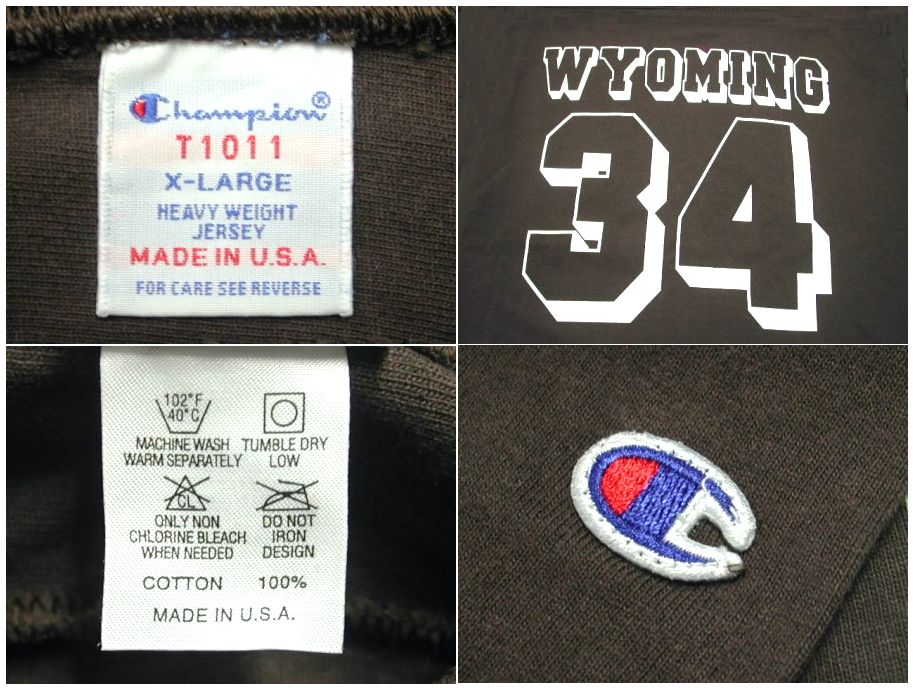 Champion®
T1011
X-LARGE
HEAVY WEIGHT
JERSEY
MADE IN U.S.A.
FOR CARE SEE REVERSE
WYOMING
34
102°F
40°C
MACHINE WASH
WARM SEPARATELY
TUMBLE DRY
LOW
CL
ONLY NON
CHLORINE BLEACH
WHEN NEEDED
DO NOT
IRON
DESIGN
COTTON 100%
MADE IN U.S.A.